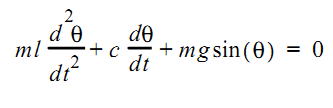 ml d²θ/dt² + c dθ/dt + mg sin(θ) = 0